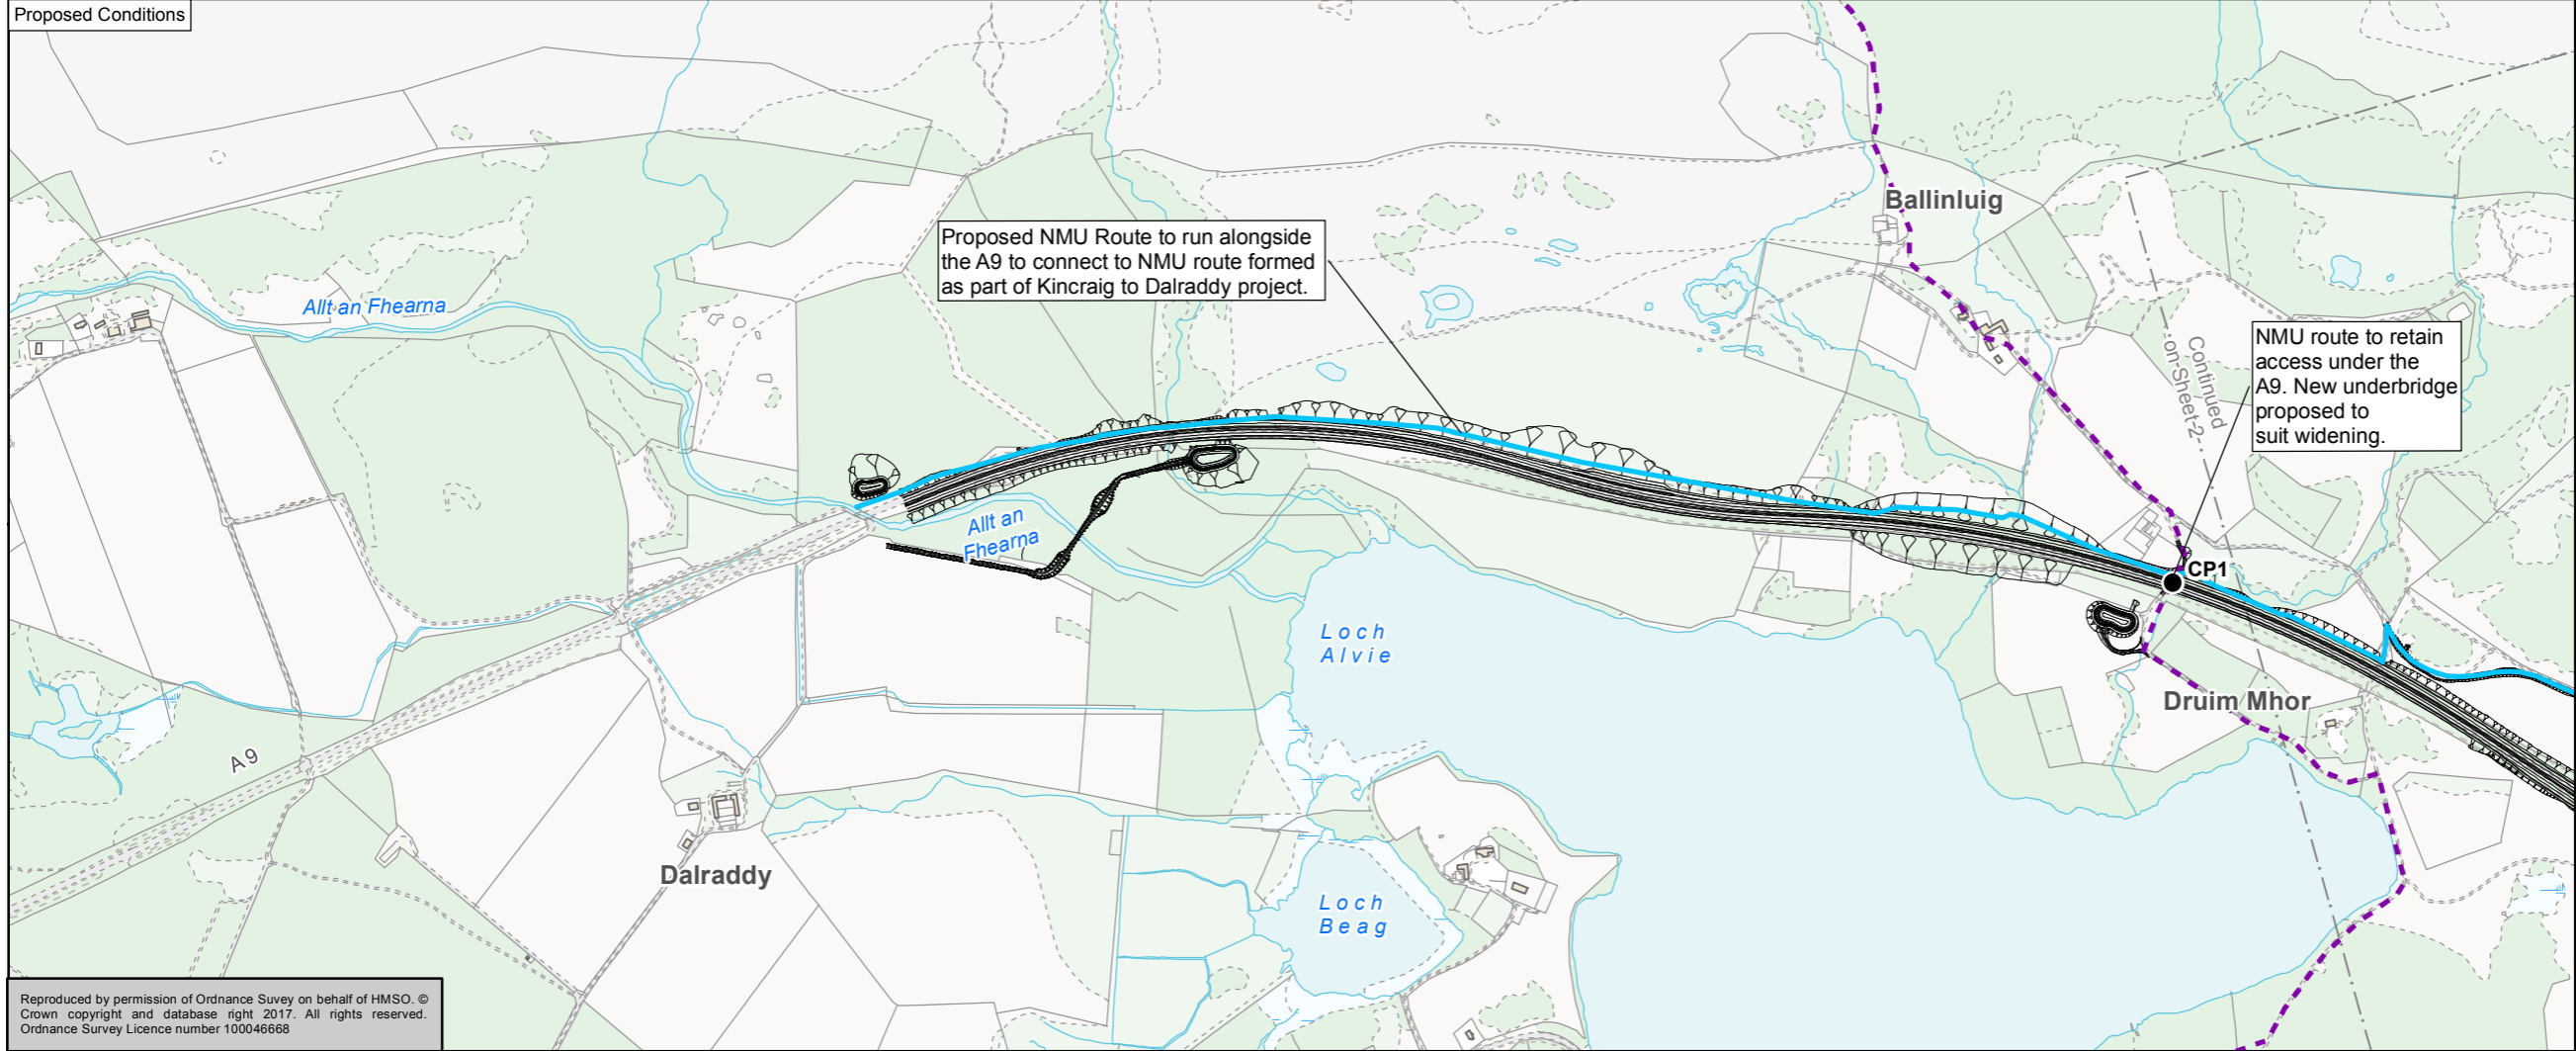 Proposed Conditions
Ballinluig
Proposed NMU Route to run alongside
the A9 to connect to NMU route formed
as part of Kincraig to Dalraddy project.
Allt an Fhearna
NMU route to retain
access under the
A9. New underbridge
proposed to
suit widening.
Continued
on Sheet 2
Allt an
Fhearna
CP1
Loch
Alvie
Druim Mhor
A 9
Dalraddy
Loch
Beag
Reproduced by permission of Ordnance Suvey on behalf of HMSO. ©
Crown copyright and database right 2017. All rights reserved.
Ordnance Survey Licence number 100046668